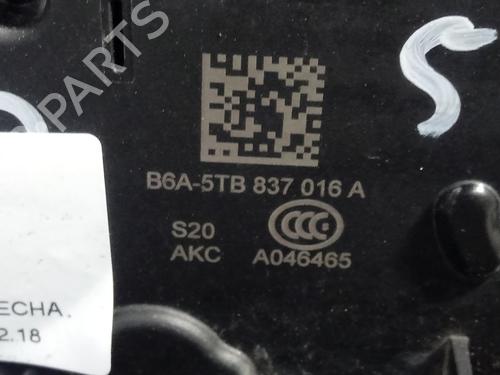 PARTS
B6A-5TB 837 016 A
S20
CCC
AKC A046465
ECHA.
2.18
S